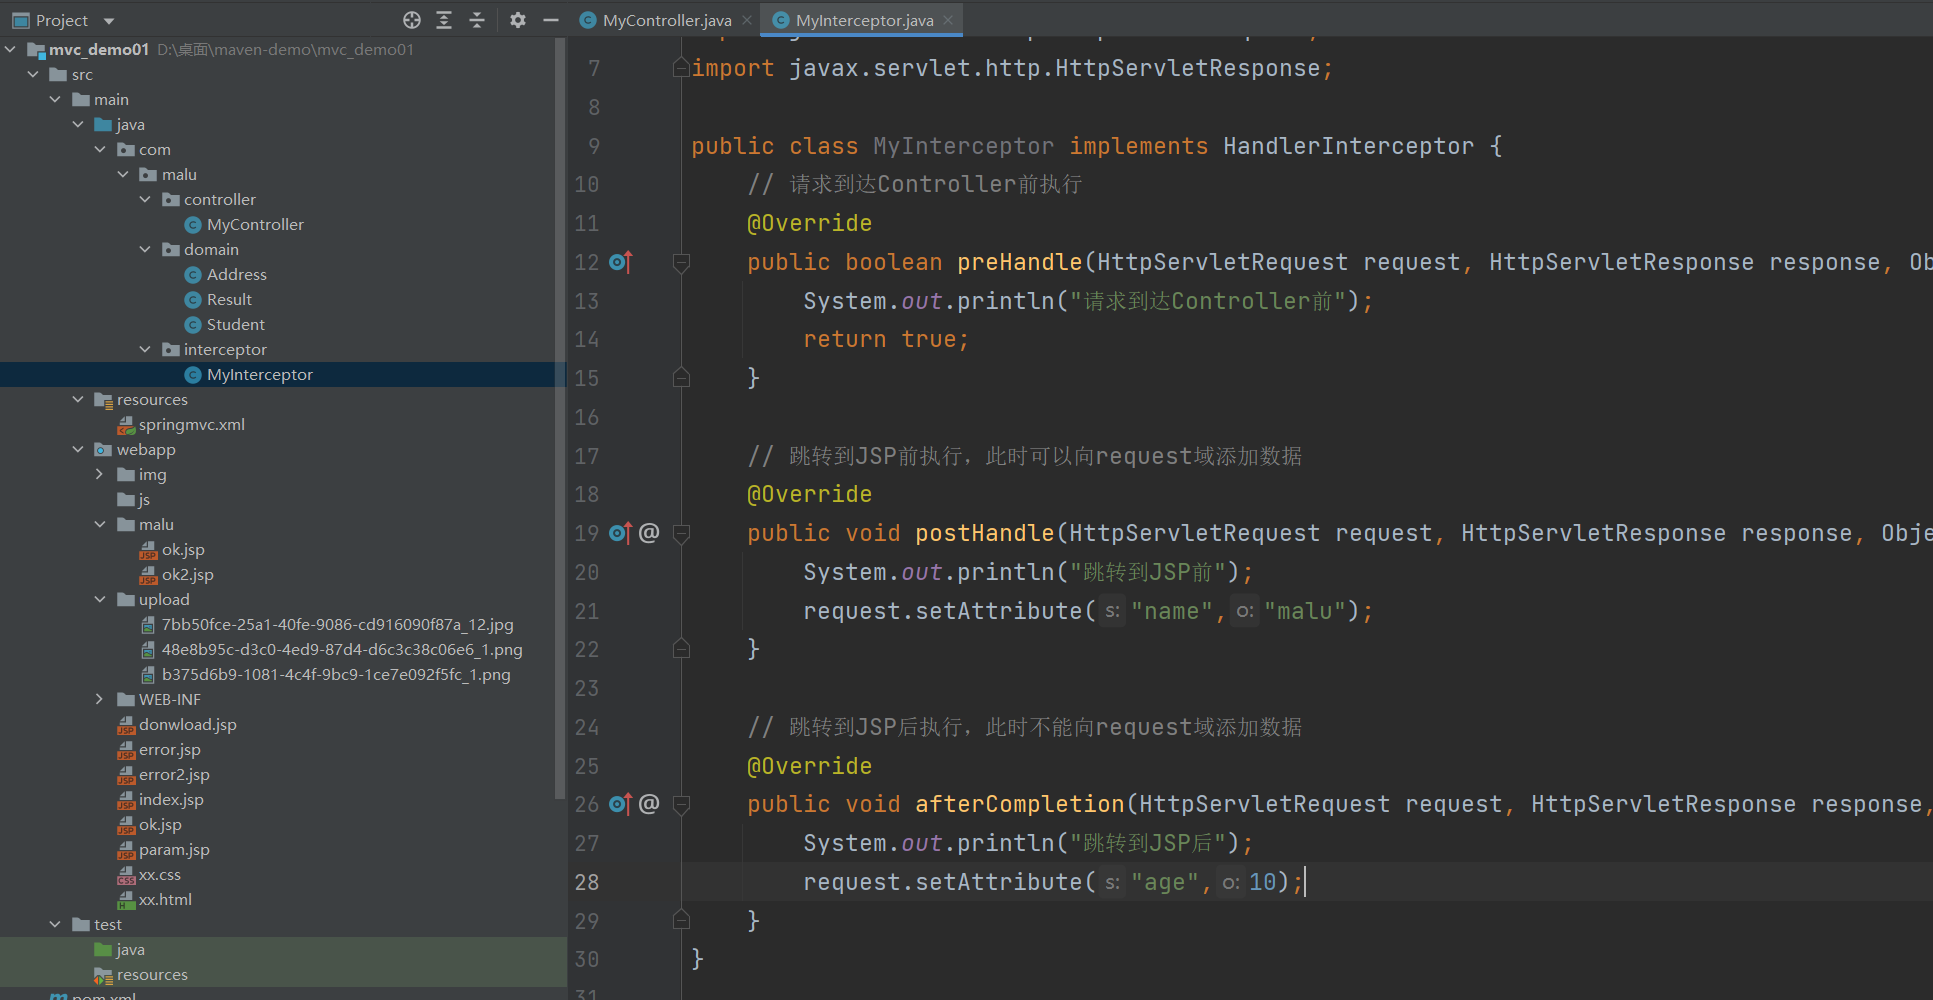 Project
MyController.java
MyInterceptor.java
mvc_demo01 D:\桌面\maven-demo\mvc_demo01
src
main
java
com
malu
controller
MyController
domain
Address
Result
Student
interceptor
MyInterceptor
resources
springmvc.xml
webapp
img
js
malu
ok.jsp
ok2.jsp
upload
7bb50fce-25a1-40fe-9086-cd916090f87a_12.jpg
48e8b95c-d3c0-4ed9-87d4-d6c3c38c06e6_1.png
b375d6b9-1081-4c4f-9bc9-1ce7e092f5fc_1.png
WEB-INF
donwload.jsp
error.jsp
error2.jsp
index.jsp
ok.jsp
param.jsp
xx.css
xx.html
test
java
resources
pom.xml
7 import javax.servlet.http.HttpServletResponse;
8
9 public class MyInterceptor implements HandlerInterceptor {
10 // 请求到达Controller前执行
11 @Override
12 public boolean preHandle(HttpServletRequest request, HttpServletResponse response, Ob
13 System.out.println("请求到达Controller前");
14 return true;
15 }
16
17 // 跳转到JSP前执行，此时可以向request域添加数据
18 @Override
19 @ public void postHandle(HttpServletRequest request, HttpServletResponse response, Obje
20 System.out.println("跳转到JSP前");
21 request.setAttribute( s: "name", o: "malu");
22 }
23
24 // 跳转到JSP后执行，此时不能向request域添加数据
25 @Override
26 @ public void afterCompletion(HttpServletRequest request, HttpServletResponse response,
27 System.out.println("跳转到JSP后");
28 request.setAttribute( s: "age", o: 10);
29 }
30 }
31